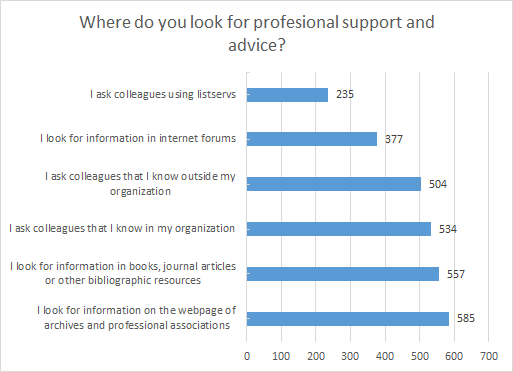 Where do you look for profesional support and
advice?
I ask colleagues using listservs
235
I look for information in internet forums
377
I ask colleagues that I know outside my
organization
504
I ask colleagues that I know in my organization
534
I look for information in books, journal articles
or other bibliographic resources
557
I look for information on the webpage of
archives and professional associations
585
0 100 200 300 400 500 600 700